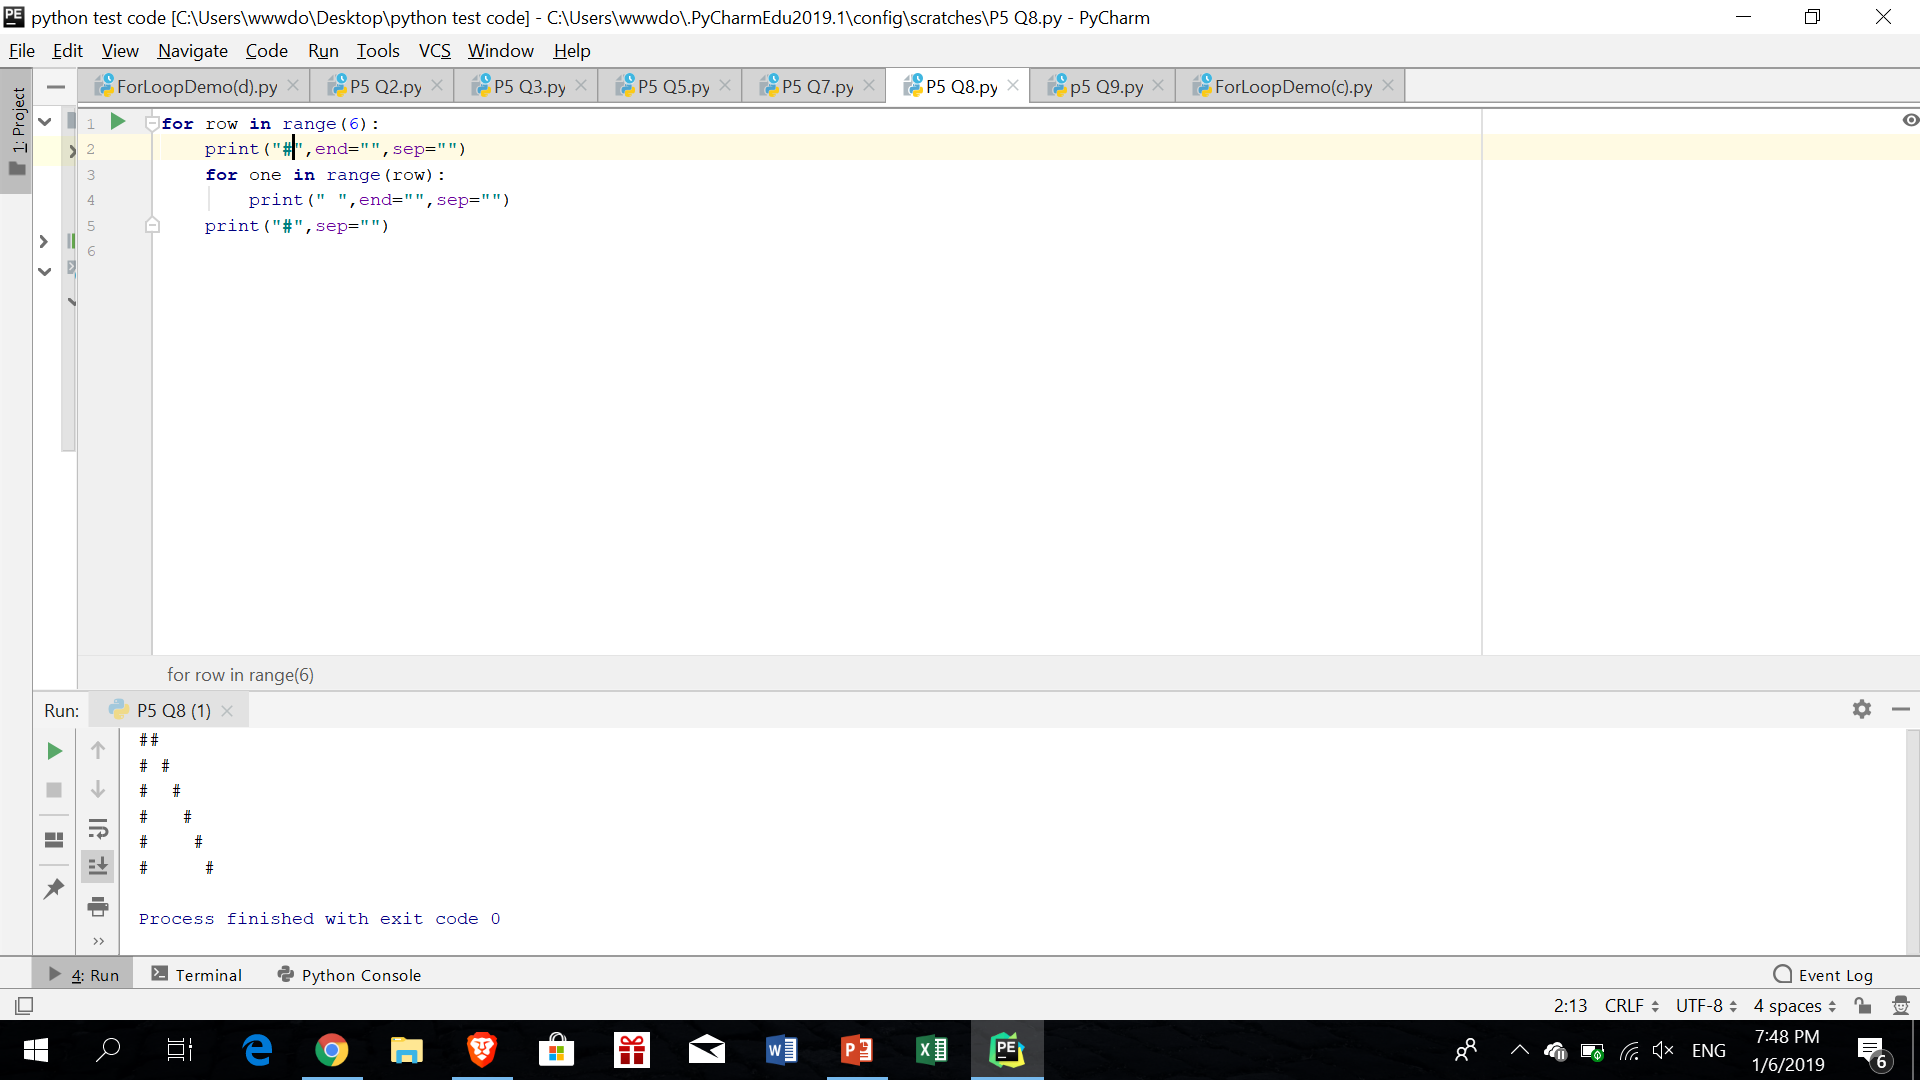 PE python test code [C:\Users\wwwdo\Desktop\python test code] - C:\Users\wwwdo\.PyCharmEdu2019.1\config\scratches\P5 Q8.py - PyCharm
File Edit View Navigate Code Run Tools VCS Window Help
1: Project
ForLoopDemo(d).py P5 Q2.py P5 Q3.py P5 Q5.py P5 Q7.py P5 Q8.py p5 Q9.py ForLoopDemo(c).py
1 for row in range(6):
2     print("#",end="",sep="")
3     for one in range(row):
4         print(" ",end="",sep="")
5     print("#",sep="")
6
for row in range(6)
Run: P5 Q8 (1)
##
# #
#  #
#   #
#    #
#     #
Process finished with exit code 0
4: Run Terminal Python Console Event Log
2:13 CRLF UTF-8 4 spaces
ENG
7:48 PM
1/6/2019
6